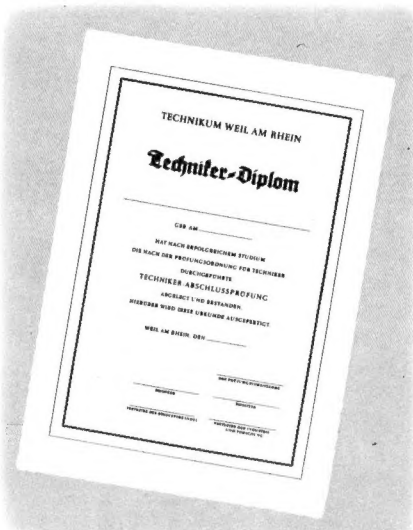 TECHNIKUM WEIL AM RHEIN
Techniker-Diplom
GEB AM
HAT NACH ERFOLGREICHEM STUDIUM
DIE NACH DER PRÜFUNGSORDNUNG FÜR TECHNIKER
DURCHGEFÜHRTE
TECHNIKER ABSCHLUSSPRÜFUNG
ABGELEGT UND BESTANDEN.
HIERÜBER WIRD DIESE URKUNDE AUSGEFERTIGT.
WEIL AM RHEIN, DEN